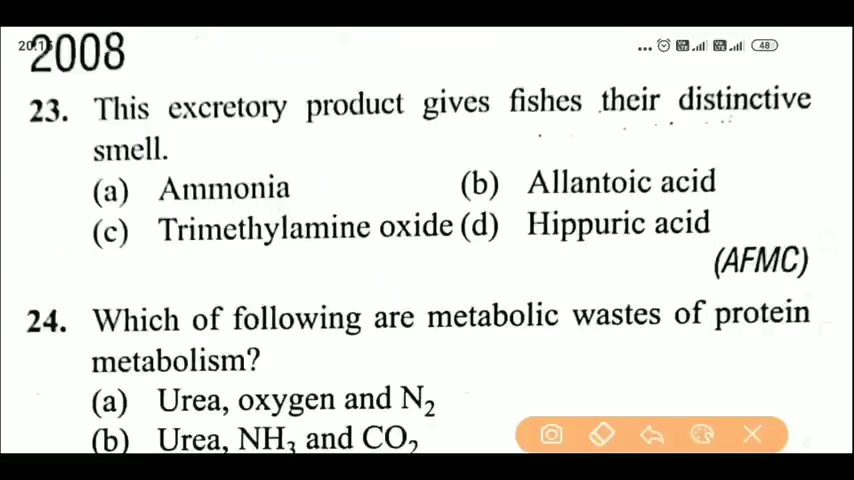 2008
... 48
23. This excretory product gives fishes their distinctive
smell.
(a) Ammonia (b) Allantoic acid
(c) Trimethylamine oxide (d) Hippuric acid
(AFMC)
24. Which of following are metabolic wastes of protein
metabolism?
(a) Urea, oxygen and N₂
(b) Urea, NH₃ and CO₂